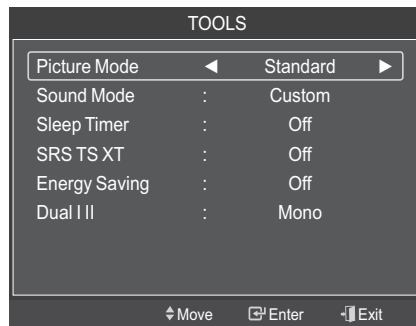 TOOLS
Picture Mode ◀ Standard ▶
Sound Mode : Custom
Sleep Timer : Off
SRS TS XT : Off
Energy Saving : Off
Dual I II : Mono
Move Enter Exit